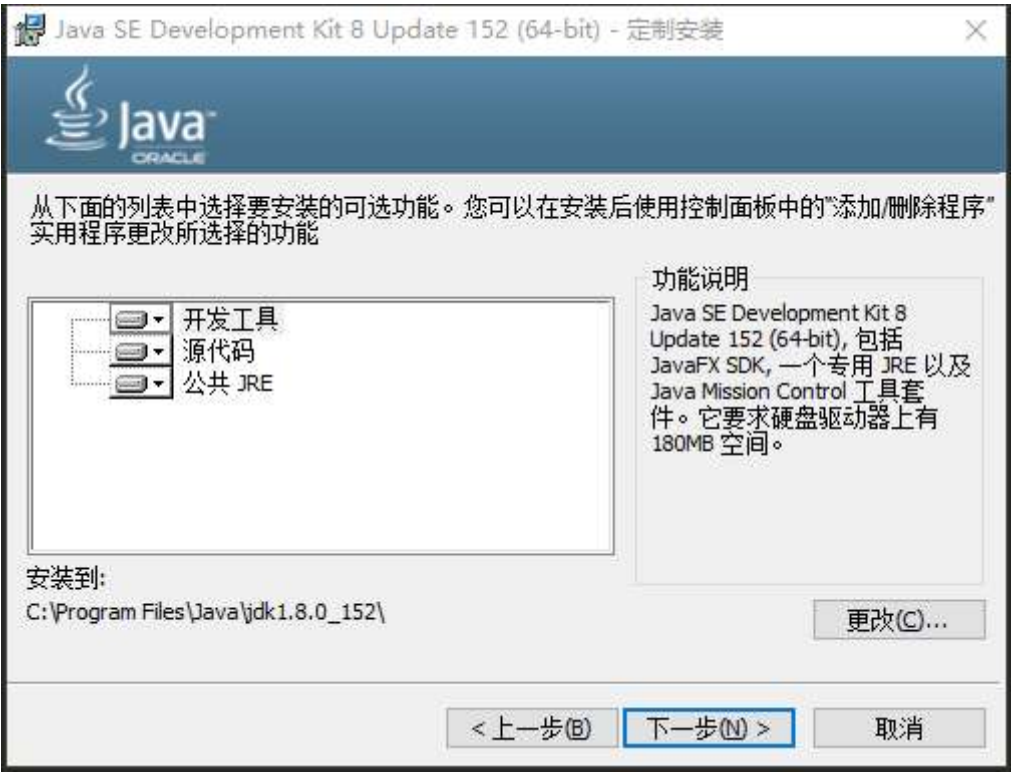 Java SE Development Kit 8 Update 152 (64-bit) - 定制安装
Java™
ORACLE
从下面的列表中选择要安装的可选功能。您可以在安装后使用控制面板中的"添加/删除程序"
实用程序更改所选择的功能
开发工具
源代码
公共 JRE
功能说明
Java SE Development Kit 8
Update 152 (64-bit), 包括
JavaFX SDK, 一个专用 JRE 以及
Java Mission Control 工具套
件。它要求硬盘驱动器上有
180MB 空间。
安装到:
C:\Program Files\Java\jdk1.8.0_152\
更改(C)...
< 上一步(B)
下一步(N) >
取消